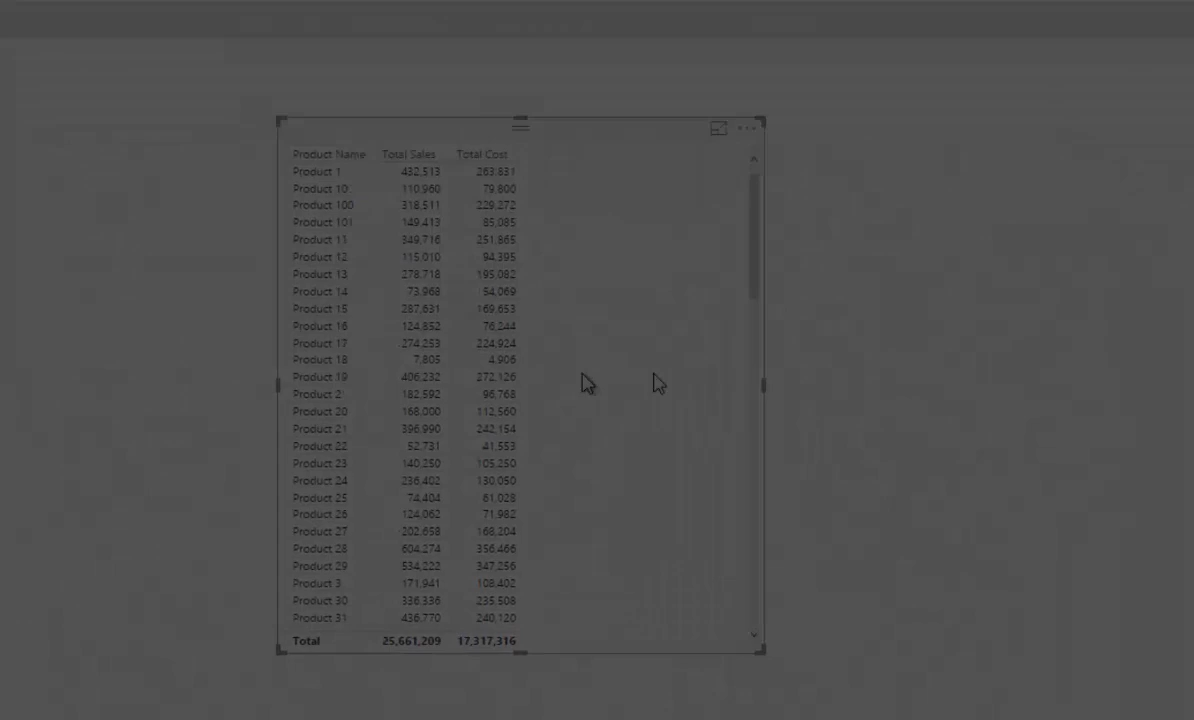 Product Name Total Sales Total Cost
Product 1 432,513 263,831
Product 10 110,960 79,800
Product 100 318,511 229,272
Product 101 149,413 85,085
Product 11 349,716 251,865
Product 12 115,010 94,395
Product 13 278,718 195,082
Product 14 73,968 54,069
Product 15 287,631 169,653
Product 16 124,852 76,244
Product 17 274,253 224,924
Product 18 7,805 4,906
Product 19 406,232 272,126
Product 2 182,592 96,768
Product 20 168,000 112,560
Product 21 396,990 242,154
Product 22 52,731 41,553
Product 23 140,250 105,250
Product 24 236,402 130,050
Product 25 74,404 61,028
Product 26 124,062 71,982
Product 27 202,658 168,204
Product 28 604,274 356,466
Product 29 534,222 347,256
Product 3 171,941 108,402
Product 30 336,336 235,508
Product 31 436,770 240,120
Total 25,661,209 17,317,316